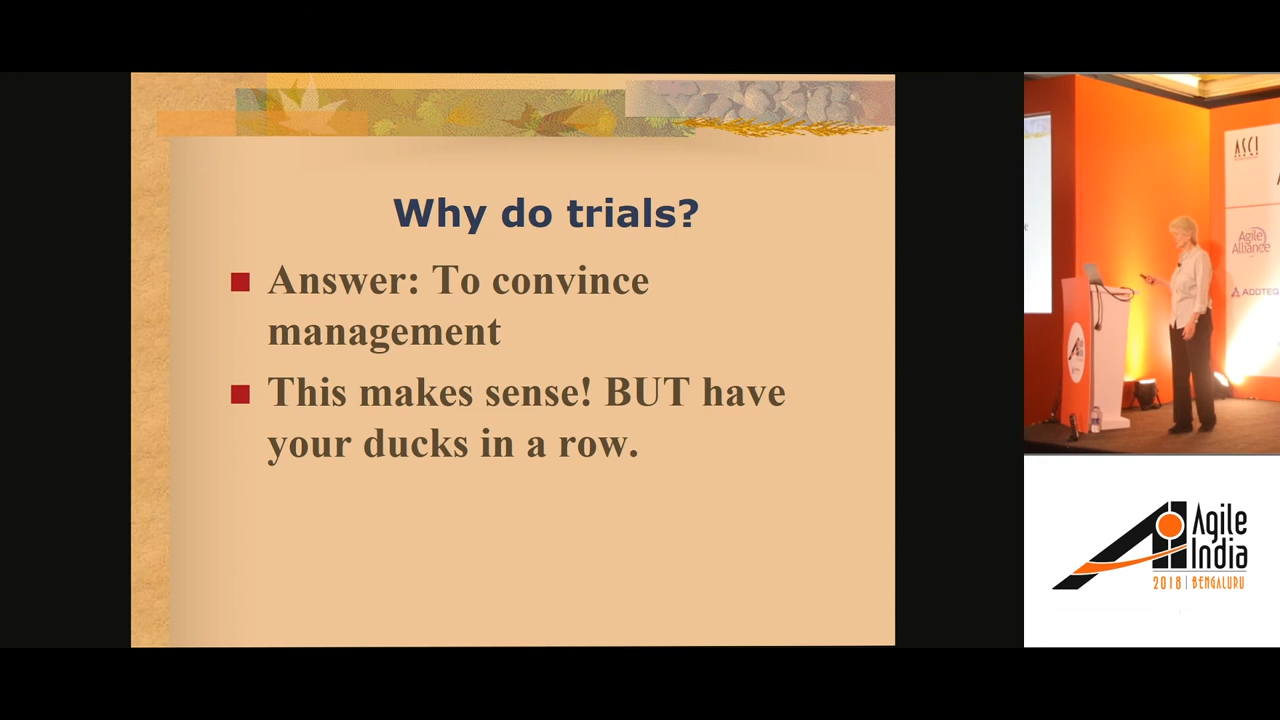 Why do trials?
Answer: To convince
management
This makes sense! BUT have
your ducks in a row.
ASCI
Agile
Alliance
ADDTEQ
Agile
India
2018 | BENGALURU